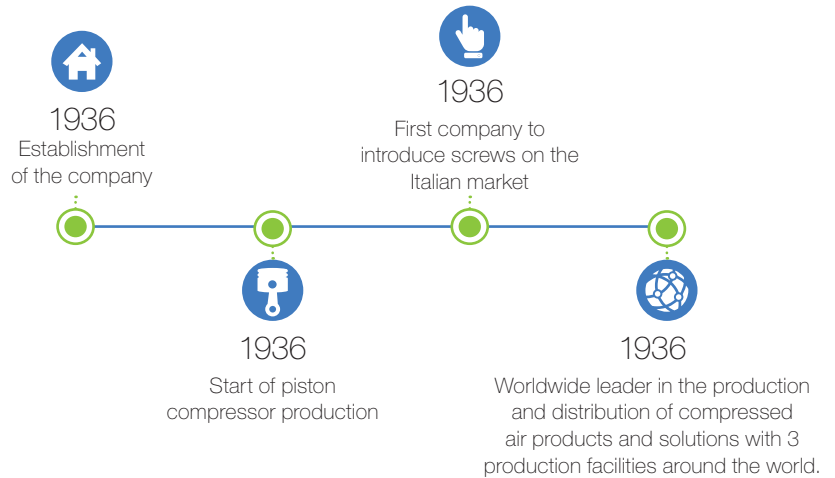 1936
Establishment
of the company
1936
Start of piston
compressor production
1936
First company to
introduce screws on the
Italian market
1936
Worldwide leader in the production
and distribution of compressed
air products and solutions with 3
production facilities around the world.